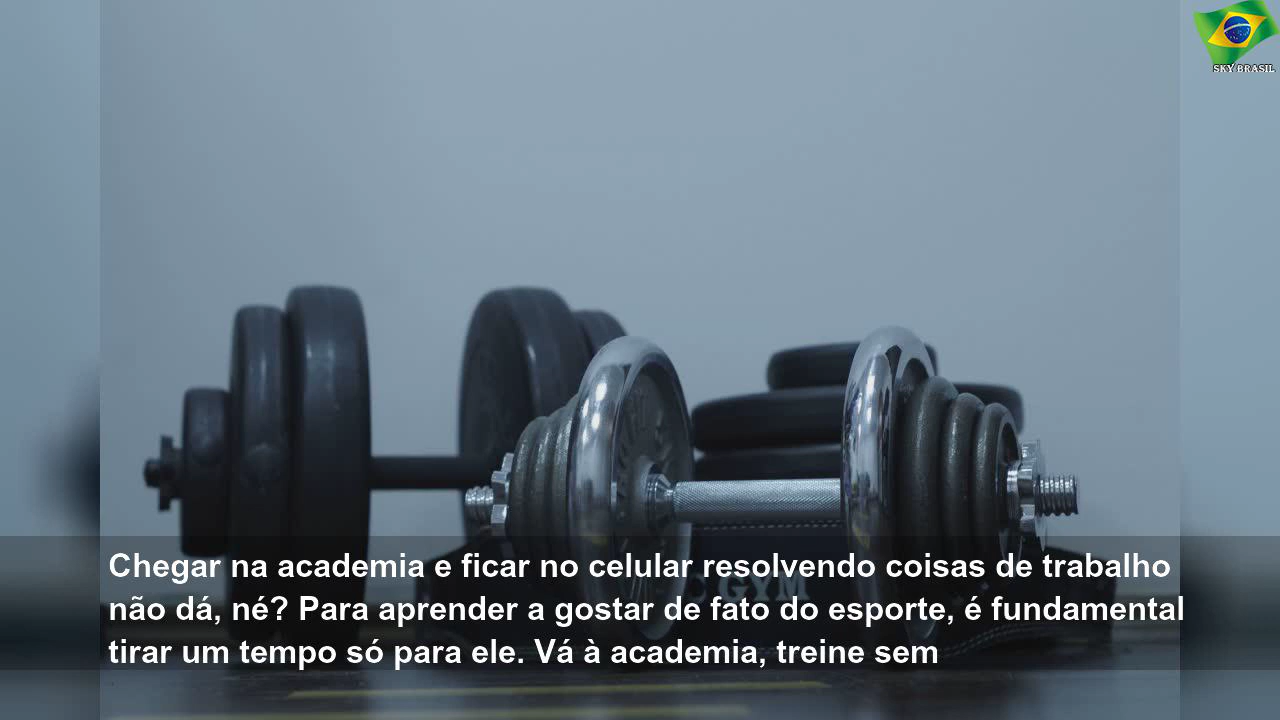 SKY BRASIL
Chegar na academia e ficar no celular resolvendo coisas de trabalho
não dá, né? Para aprender a gostar de fato do esporte, é fundamental
tirar um tempo só para ele. Vá à academia, treine sem
GYM